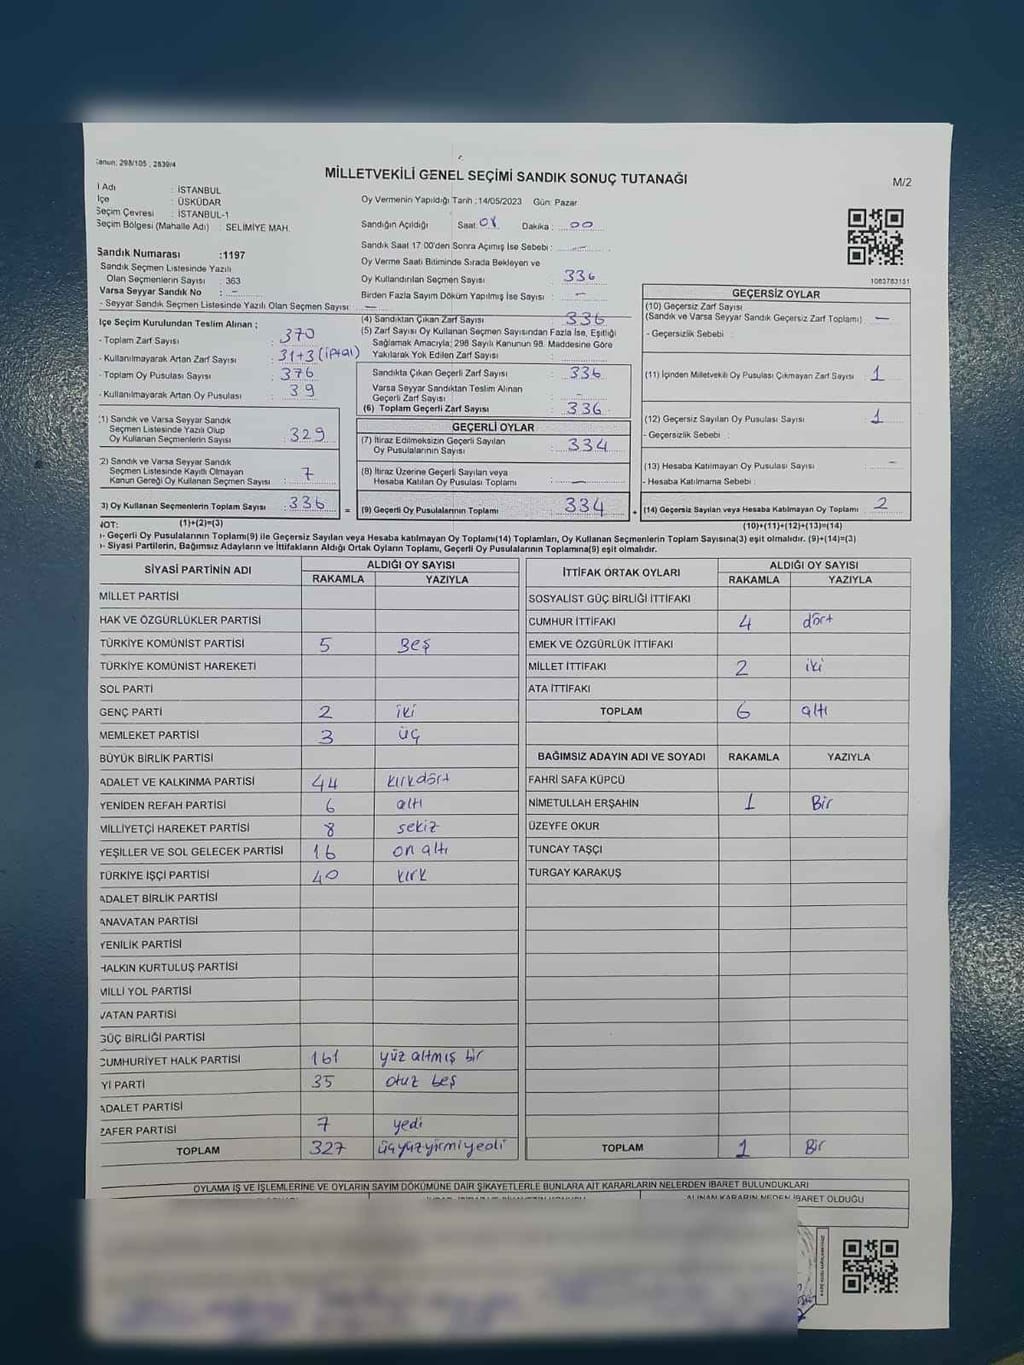 Kanun: 298/105 , 2839/4
MİLLETVEKİLİ GENEL SEÇİMİ SANDIK SONUÇ TUTANAĞI
M/2
İl Adı : İSTANBUL
İlçe : ÜSKÜDAR
Seçim Çevresi : İSTANBUL-1
Seçim Bölgesi (Mahalle Adı) : SELİMİYE MAH.
Oy Vermenin Yapıldığı Tarih :14/05/2023 Gün: Pazar
Sandığın Açıldığı Saat: 08 Dakika : 00
Sandık Saat 17:00'den Sonra Açımış İse Sebebi : -
Oy Verme Saati Bitiminde Sırada Bekleyen ve
Oy Kullandırılan Seçmen Sayısı : 336
Birden Fazla Sayım Döküm Yapılmış İse Sayısı : -
Sandık Numarası :1197
Sandık Seçmen Listesinde Yazılı
Olan Seçmenlerin Sayısı : 363
Varsa Seyyar Sandık No : -
- Seyyar Sandık Seçmen Listesinde Yazılı Olan Seçmen Sayısı : -
1083783151
İlçe Seçim Kurulundan Teslim Alınan ;
- Toplam Zarf Sayısı : 370
- Kullanılmayarak Artan Zarf Sayısı : 31+3 (iptal)
- Toplam Oy Pusulası Sayısı : 376
- Kullanılmayarak Artan Oy Pusulası : 39
(1) Sandık ve Varsa Seyyar Sandık
Seçmen Listesinde Yazılı Olup
Oy Kullanan Seçmenlerin Sayısı : 329
(2) Sandık ve Varsa Seyyar Sandık
Seçmen Listesinde Kayıtlı Olmayan
Kanun Gereği Oy Kullanan Seçmen Sayısı : 7
(3) Oy Kullanan Seçmenlerin Toplam Sayısı : 336
(1)+(2)=(3)
(4) Sandıktan Çıkan Zarf Sayısı : 336
(5) Zarf Sayısı Oy Kullanan Seçmen Sayısından Fazla İse, Eşitliği
Sağlamak Amacıyla; 298 Sayılı Kanunun 98. Maddesine Göre
Yakılarak Yok Edilen Zarf Sayısı :
Sandıkta Çıkan Geçerli Zarf Sayısı : 336
Varsa Seyyar Sandıktan Teslim Alınan
Geçerli Zarf Sayısı : -
(6) Toplam Geçerli Zarf Sayısı : 336
GEÇERLİ OYLAR
(7) İtiraz Edilmeksizin Geçerli Sayılan
Oy Pusulalarının Sayısı : 334
(8) İtiraz Üzerine Geçerli Sayılan veya
Hesaba Katılan Oy Pusulası Toplamı : -
= (9) Geçerli Oy Pusulalarının Toplamı : 334
GEÇERSİZ OYLAR
(10) Geçersiz Zarf Sayısı
(Sandık ve Varsa Seyyar Sandık Geçersiz Zarf Toplamı) : -
- Geçersizlik Sebebi :
(11) İçinden Milletvekili Oy Pusulası Çıkmayan Zarf Sayısı : 1
(12) Geçersiz Sayılan Oy Pusulası Sayısı : 1
- Geçersizlik Sebebi :
(13) Hesaba Katılmayan Oy Pusulası Sayısı : -
- Hesaba Katılmama Sebebi :
+ (14) Geçersiz Sayılan veya Hesaba Katılmayan Oy Toplamı : 2
(10)+(11)+(12)+(13)=(14)
NOT:
- Geçerli Oy Pusulalarının Toplamı(9) ile Geçersiz Sayılan veya Hesaba katılmayan Oy Toplamı(14) Toplamları, Oy Kullanan Seçmenlerin Toplam Sayısına(3) eşit olmalıdır. (9)+(14)=(3)
- Siyasi Partilerin, Bağımsız Adayların ve İttifakların Aldığı Ortak Oyların Toplamı, Geçerli Oy Pusulalarının Toplamına(9) eşit olmalıdır.
SİYASİ PARTİNİN ADI ALDIĞI OY SAYISI
RAKAMLA YAZIYLA
MİLLET PARTİSİ
HAK VE ÖZGÜRLÜKLER PARTİSİ
TÜRKİYE KOMÜNİST PARTİSİ 5 Beş
TÜRKİYE KOMÜNİST HAREKETİ
SOL PARTİ
GENÇ PARTİ 2 iki
MEMLEKET PARTİSİ 3 üç
BÜYÜK BİRLİK PARTİSİ
ADALET VE KALKINMA PARTİSİ 44 kırkdört
YENİDEN REFAH PARTİSİ 6 altı
MİLLİYETÇİ HAREKET PARTİSİ 8 sekiz
YEŞİLLER VE SOL GELECEK PARTİSİ 16 on altı
TÜRKİYE İŞÇİ PARTİSİ 40 kırk
ADALET BİRLİK PARTİSİ
ANAVATAN PARTİSİ
YENİLİK PARTİSİ
HALKIN KURTULUŞ PARTİSİ
MİLLİ YOL PARTİSİ
VATAN PARTİSİ
GÜÇ BİRLİĞİ PARTİSİ
CUMHURİYET HALK PARTİSİ 161 yüz altmış bir
İYİ PARTİ 35 otuz beş
ADALET PARTİSİ
ZAFER PARTİSİ 7 yedi
TOPLAM 327 üçyüzyirmiyedi
İTTİFAK ORTAK OYLARI ALDIĞI OY SAYISI
RAKAMLA YAZIYLA
SOSYALİST GÜÇ BİRLİĞİ İTTİFAKI
CUMHUR İTTİFAKI 4 dört
EMEK VE ÖZGÜRLÜK İTTİFAKI
MİLLET İTTİFAKI 2 iki
ATA İTTİFAKI
TOPLAM 6 altı
BAĞIMSIZ ADAYIN ADI VE SOYADI RAKAMLA YAZIYLA
FAHRİ SAFA KÜPCÜ
NİMETULLAH ERŞAHİN 1 Bir
ÜZEYFE OKUR
TUNCAY TAŞÇI
TURGAY KARAKUŞ
TOPLAM 1 Bir
OYLAMA İŞ VE İŞLEMLERİNE VE OYLARIN SAYIM DÖKÜMÜNE DAİR ŞİKAYETLERLE BUNLARA AİT KARARLARIN NELERDEN İBARET BULUNDUKLARI
ALINAN KARARIN NEDEN İBARET OLDUĞU